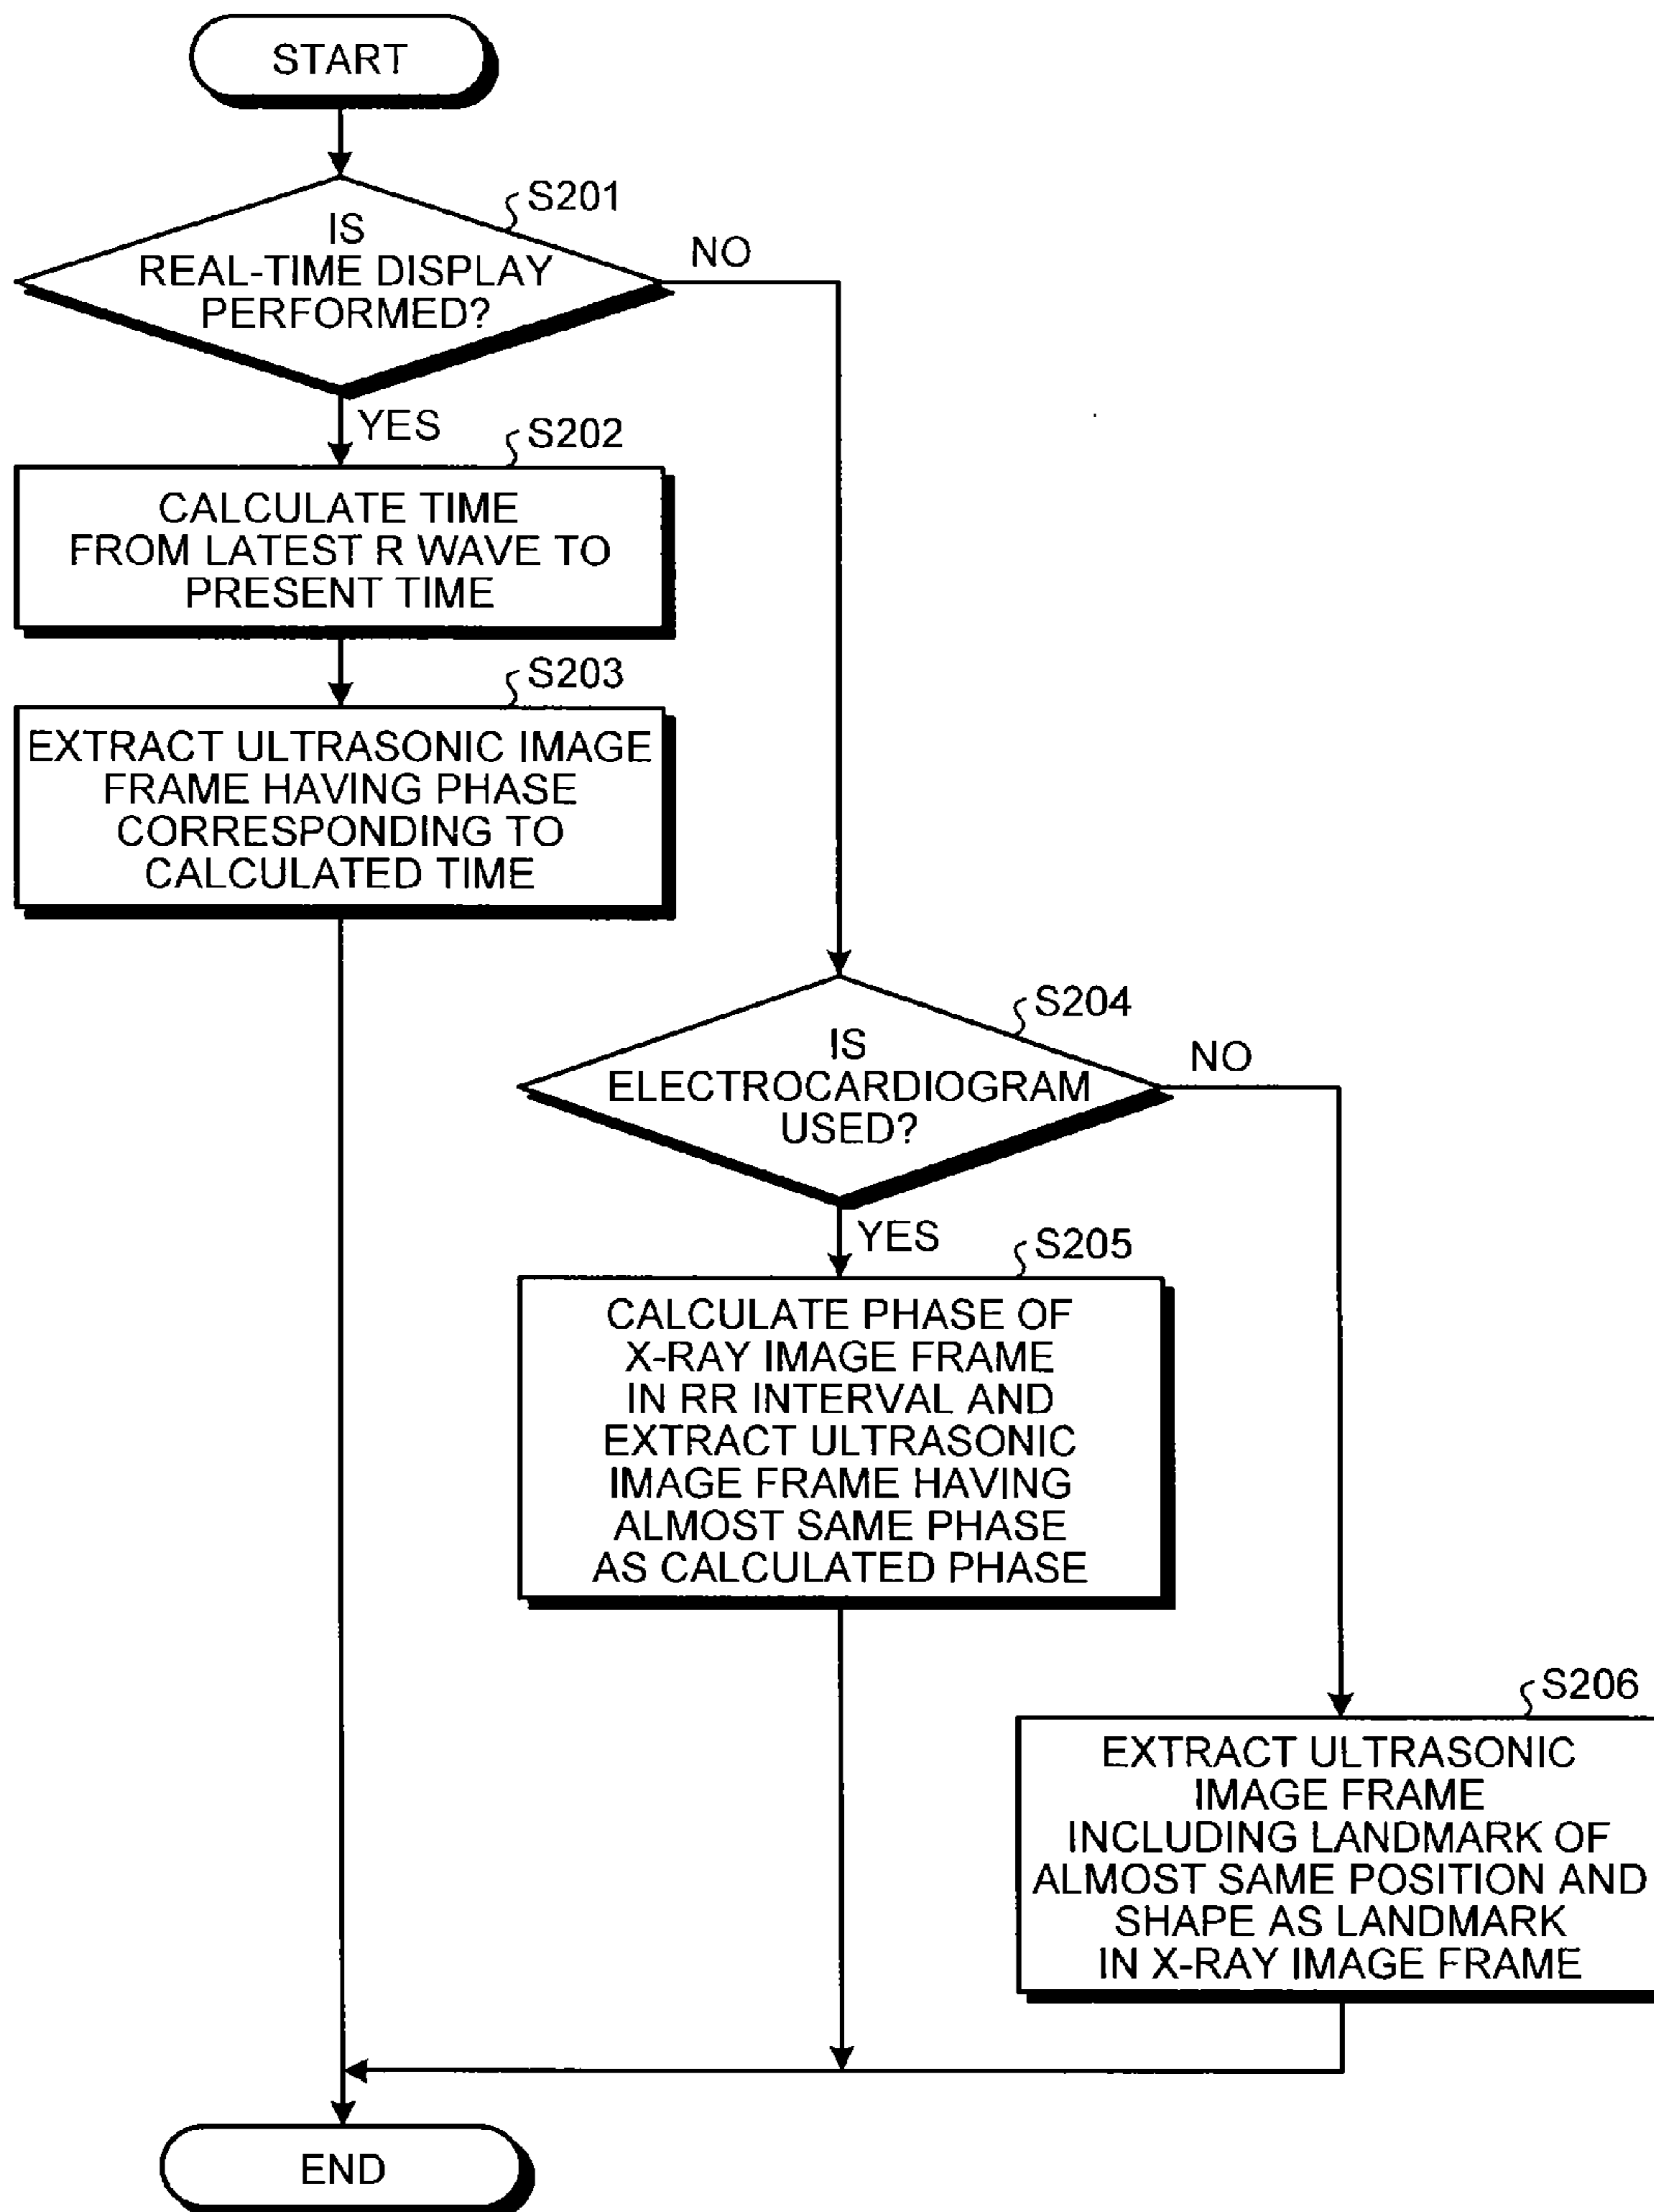 START
S201
IS
REAL-TIME DISPLAY
PERFORMED?
NO
YES
S202
CALCULATE TIME
FROM LATEST R WAVE TO
PRESENT TIME
S203
EXTRACT ULTRASONIC IMAGE
FRAME HAVING PHASE
CORRESPONDING TO
CALCULATED TIME
S204
IS
ELECTROCARDIOGRAM
USED?
NO
YES
S205
CALCULATE PHASE OF
X-RAY IMAGE FRAME
IN RR INTERVAL AND
EXTRACT ULTRASONIC
IMAGE FRAME HAVING
ALMOST SAME PHASE
AS CALCULATED PHASE
S206
EXTRACT ULTRASONIC
IMAGE FRAME
INCLUDING LANDMARK OF
ALMOST SAME POSITION AND
SHAPE AS LANDMARK
IN X-RAY IMAGE FRAME
END